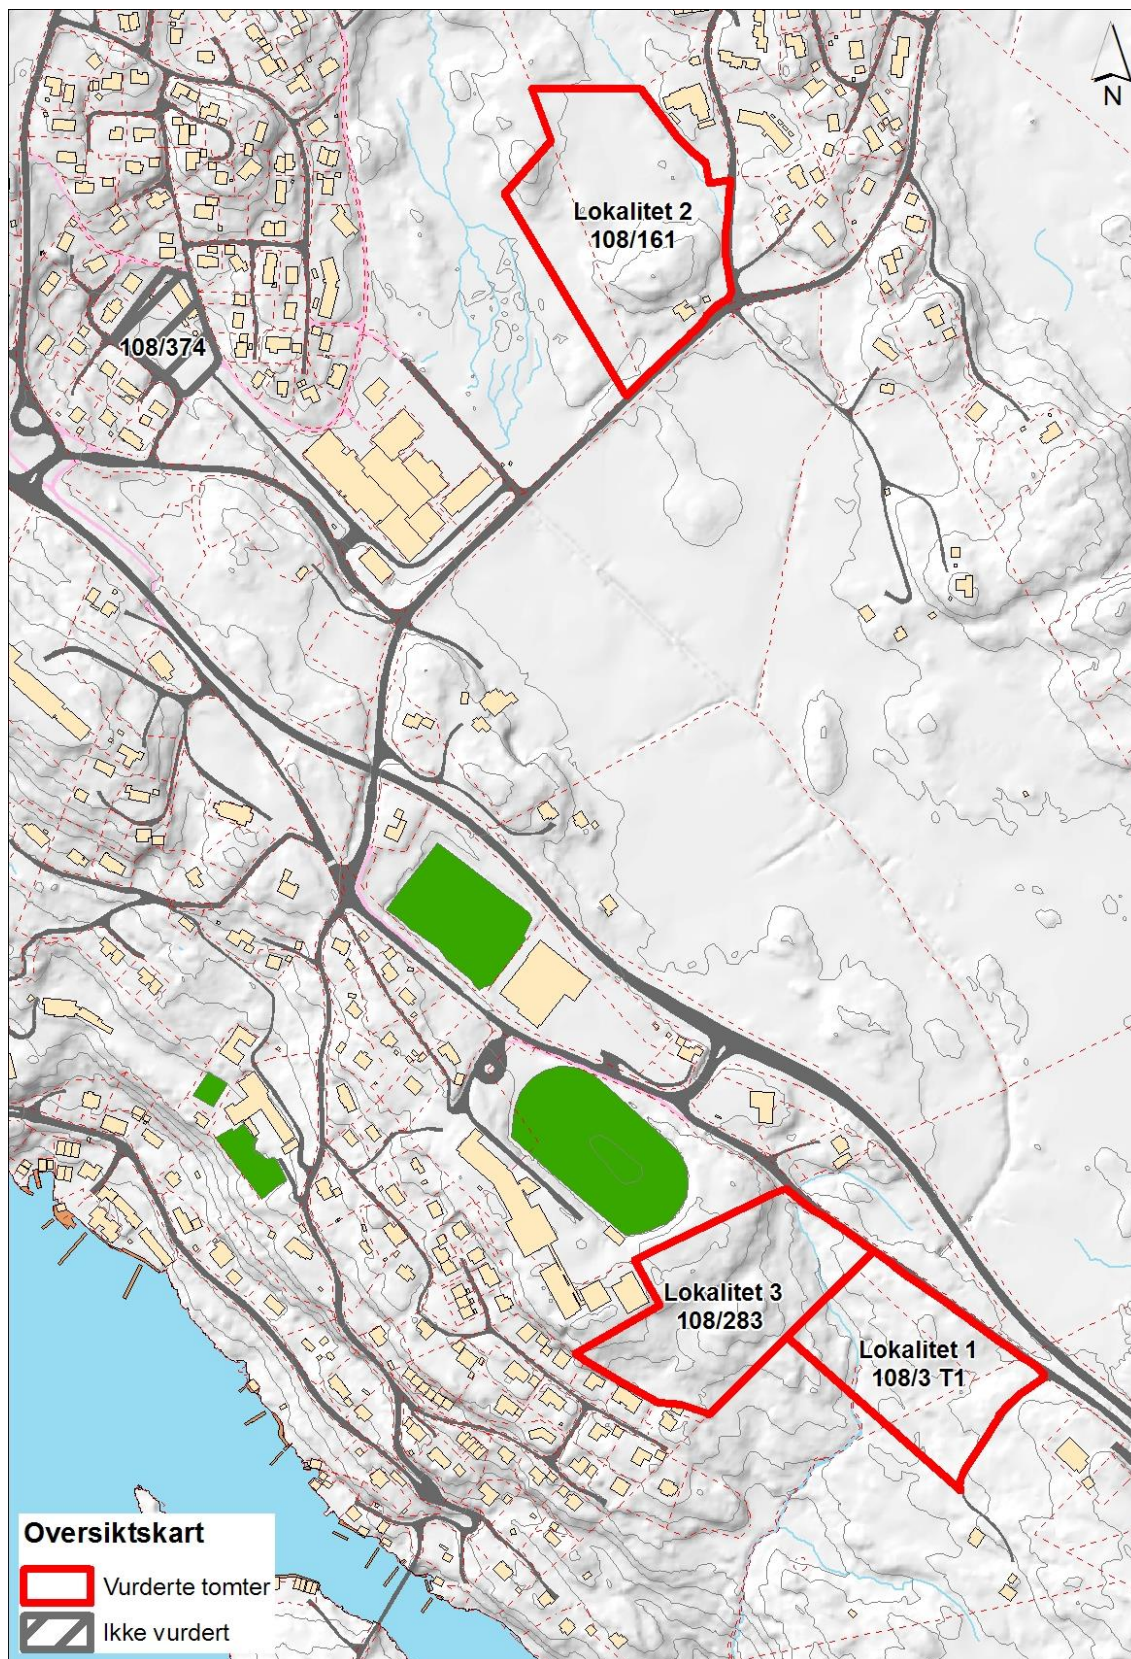 N
Lokalitet 2
108/161
108/374
Lokalitet 3
108/283
Lokalitet 1
108/3 T1
Oversiktskart
Vurderte tomter
Ikke vurdert